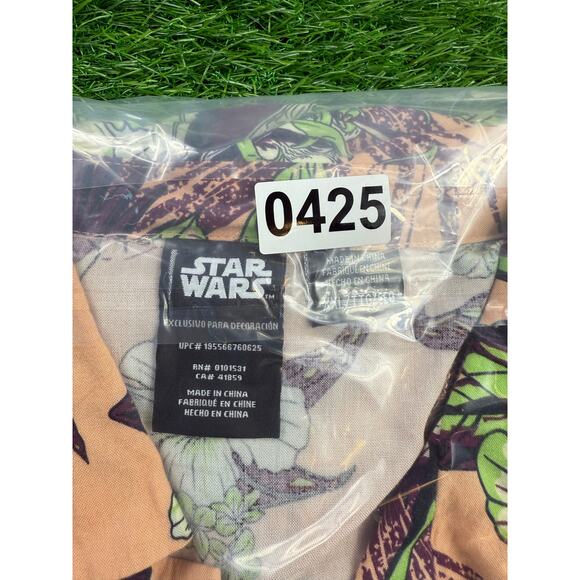 0425
STAR
WARS
TM
EXCLUSIVO PARA DECORACIÓN
UPC# 195566760625
RN# 0101531
CA# 41859
MADE IN CHINA
FABRIQUÉ EN CHINE
HECHO EN CHINA
MADE IN CHINA
FABRIQUÉ EN CHINE
HECHO EN CHINA